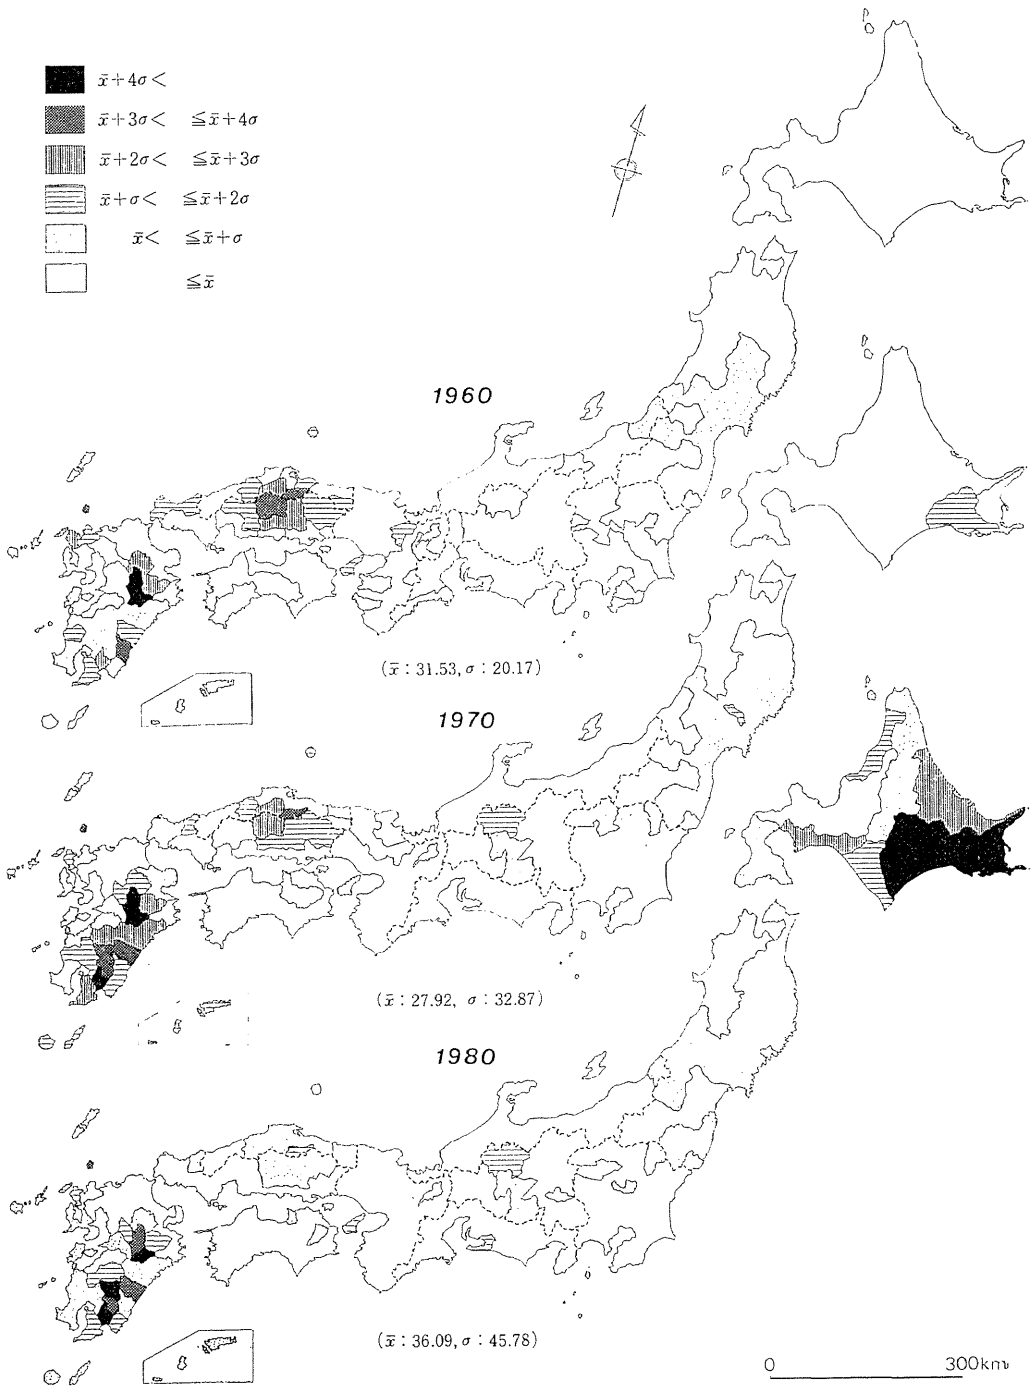 x̄+4σ<
x̄+3σ< ≦x̄+4σ
x̄+2σ< ≦x̄+3σ
x̄+σ< ≦x̄+2σ
x̄< ≦x̄+σ
≦x̄
1960
(x̄:31.53, σ:20.17)
1970
(x̄:27.92, σ:32.87)
1980
(x̄:36.09, σ:45.78)
0 300km